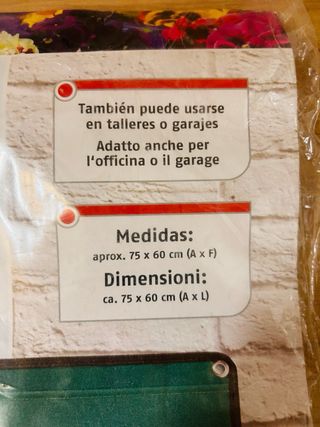 También puede usarse
en talleres o garajes
Adatto anche per
l'officina o il garage
Medidas:
aprox. 75 x 60 cm (A x F)
Dimensioni:
ca. 75 x 60 cm (A x L)